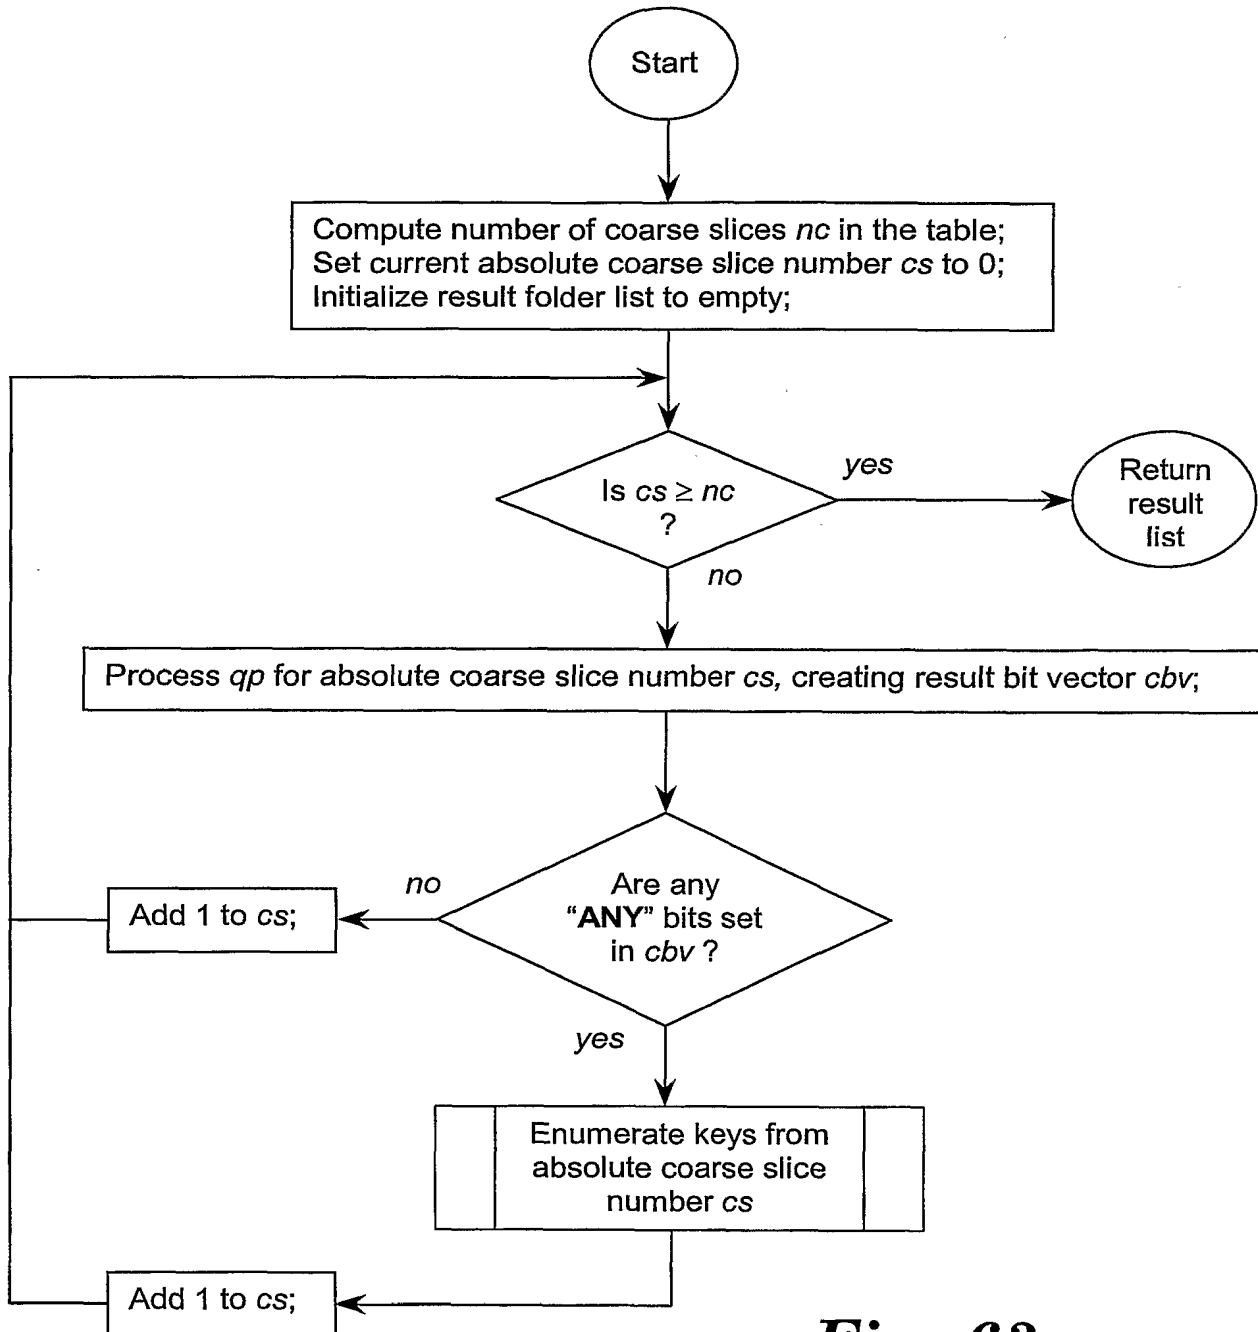 Start
Compute number of coarse slices nc in the table;
Set current absolute coarse slice number cs to 0;
Initialize result folder list to empty;
Is cs ≥ nc
?
yes
Return
result
list
no
Process qp for absolute coarse slice number cs, creating result bit vector cbv;
Are any
“ANY” bits set
in cbv ?
no
Add 1 to cs;
yes
Enumerate keys from
absolute coarse slice
number cs
Add 1 to cs;